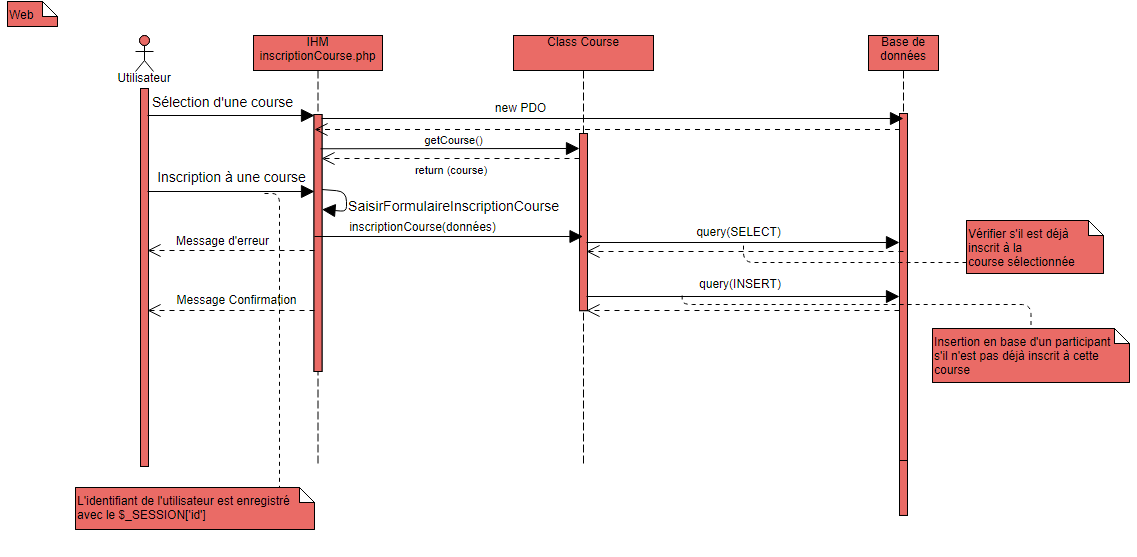 Web
Utilisateur
IHM
inscriptionCourse.php
Class Course
Base de
données
Sélection d'une course
new PDO
getCourse()
return (course)
Inscription à une course
SaisirFormulaireInscriptionCourse
inscriptionCourse(données)
Message d'erreur
query(SELECT)
Vérifier s'il est déjà
inscrit à la
course sélectionnée
Message Confirmation
query(INSERT)
Insertion en base d'un participant
s'il n'est pas déjà inscrit à cette
course
L'identifiant de l'utilisateur est enregistré
avec le $_SESSION['id']